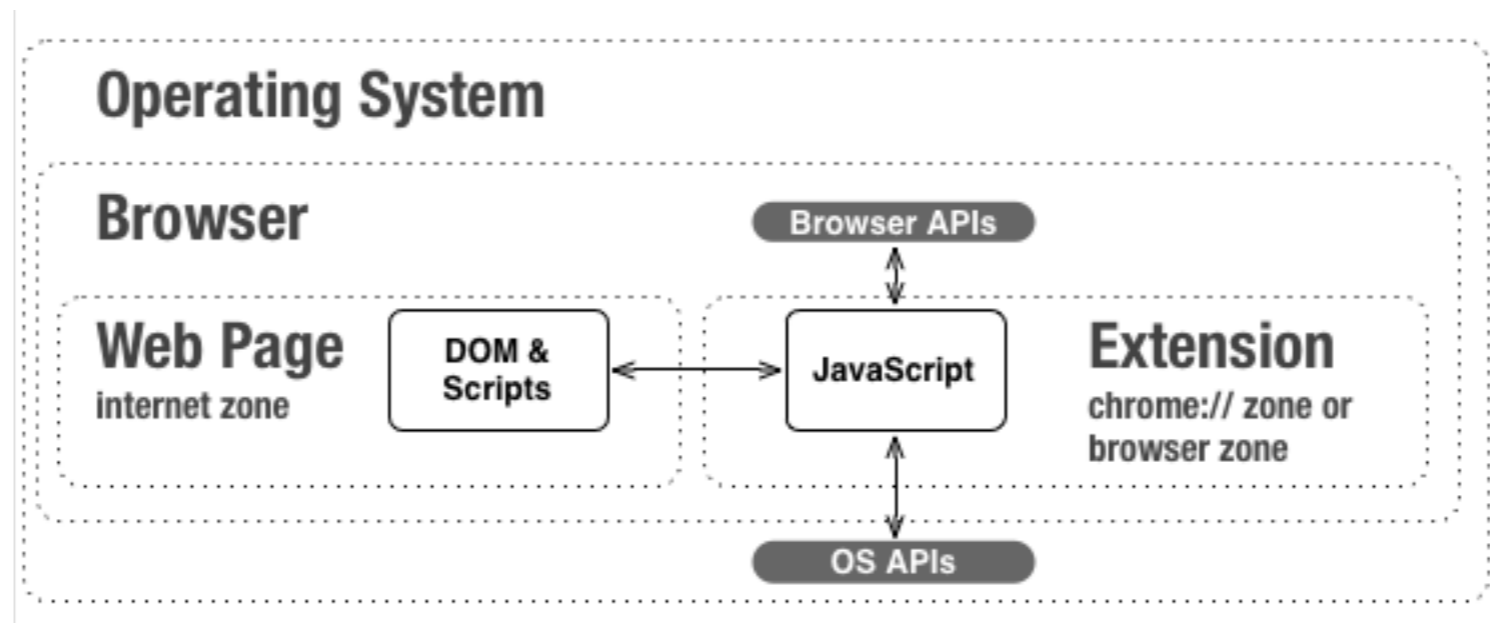 Operating System
Browser
Browser APIs
Web Page
internet zone
DOM &
Scripts
JavaScript
Extension
chrome:// zone or
browser zone
OS APIs